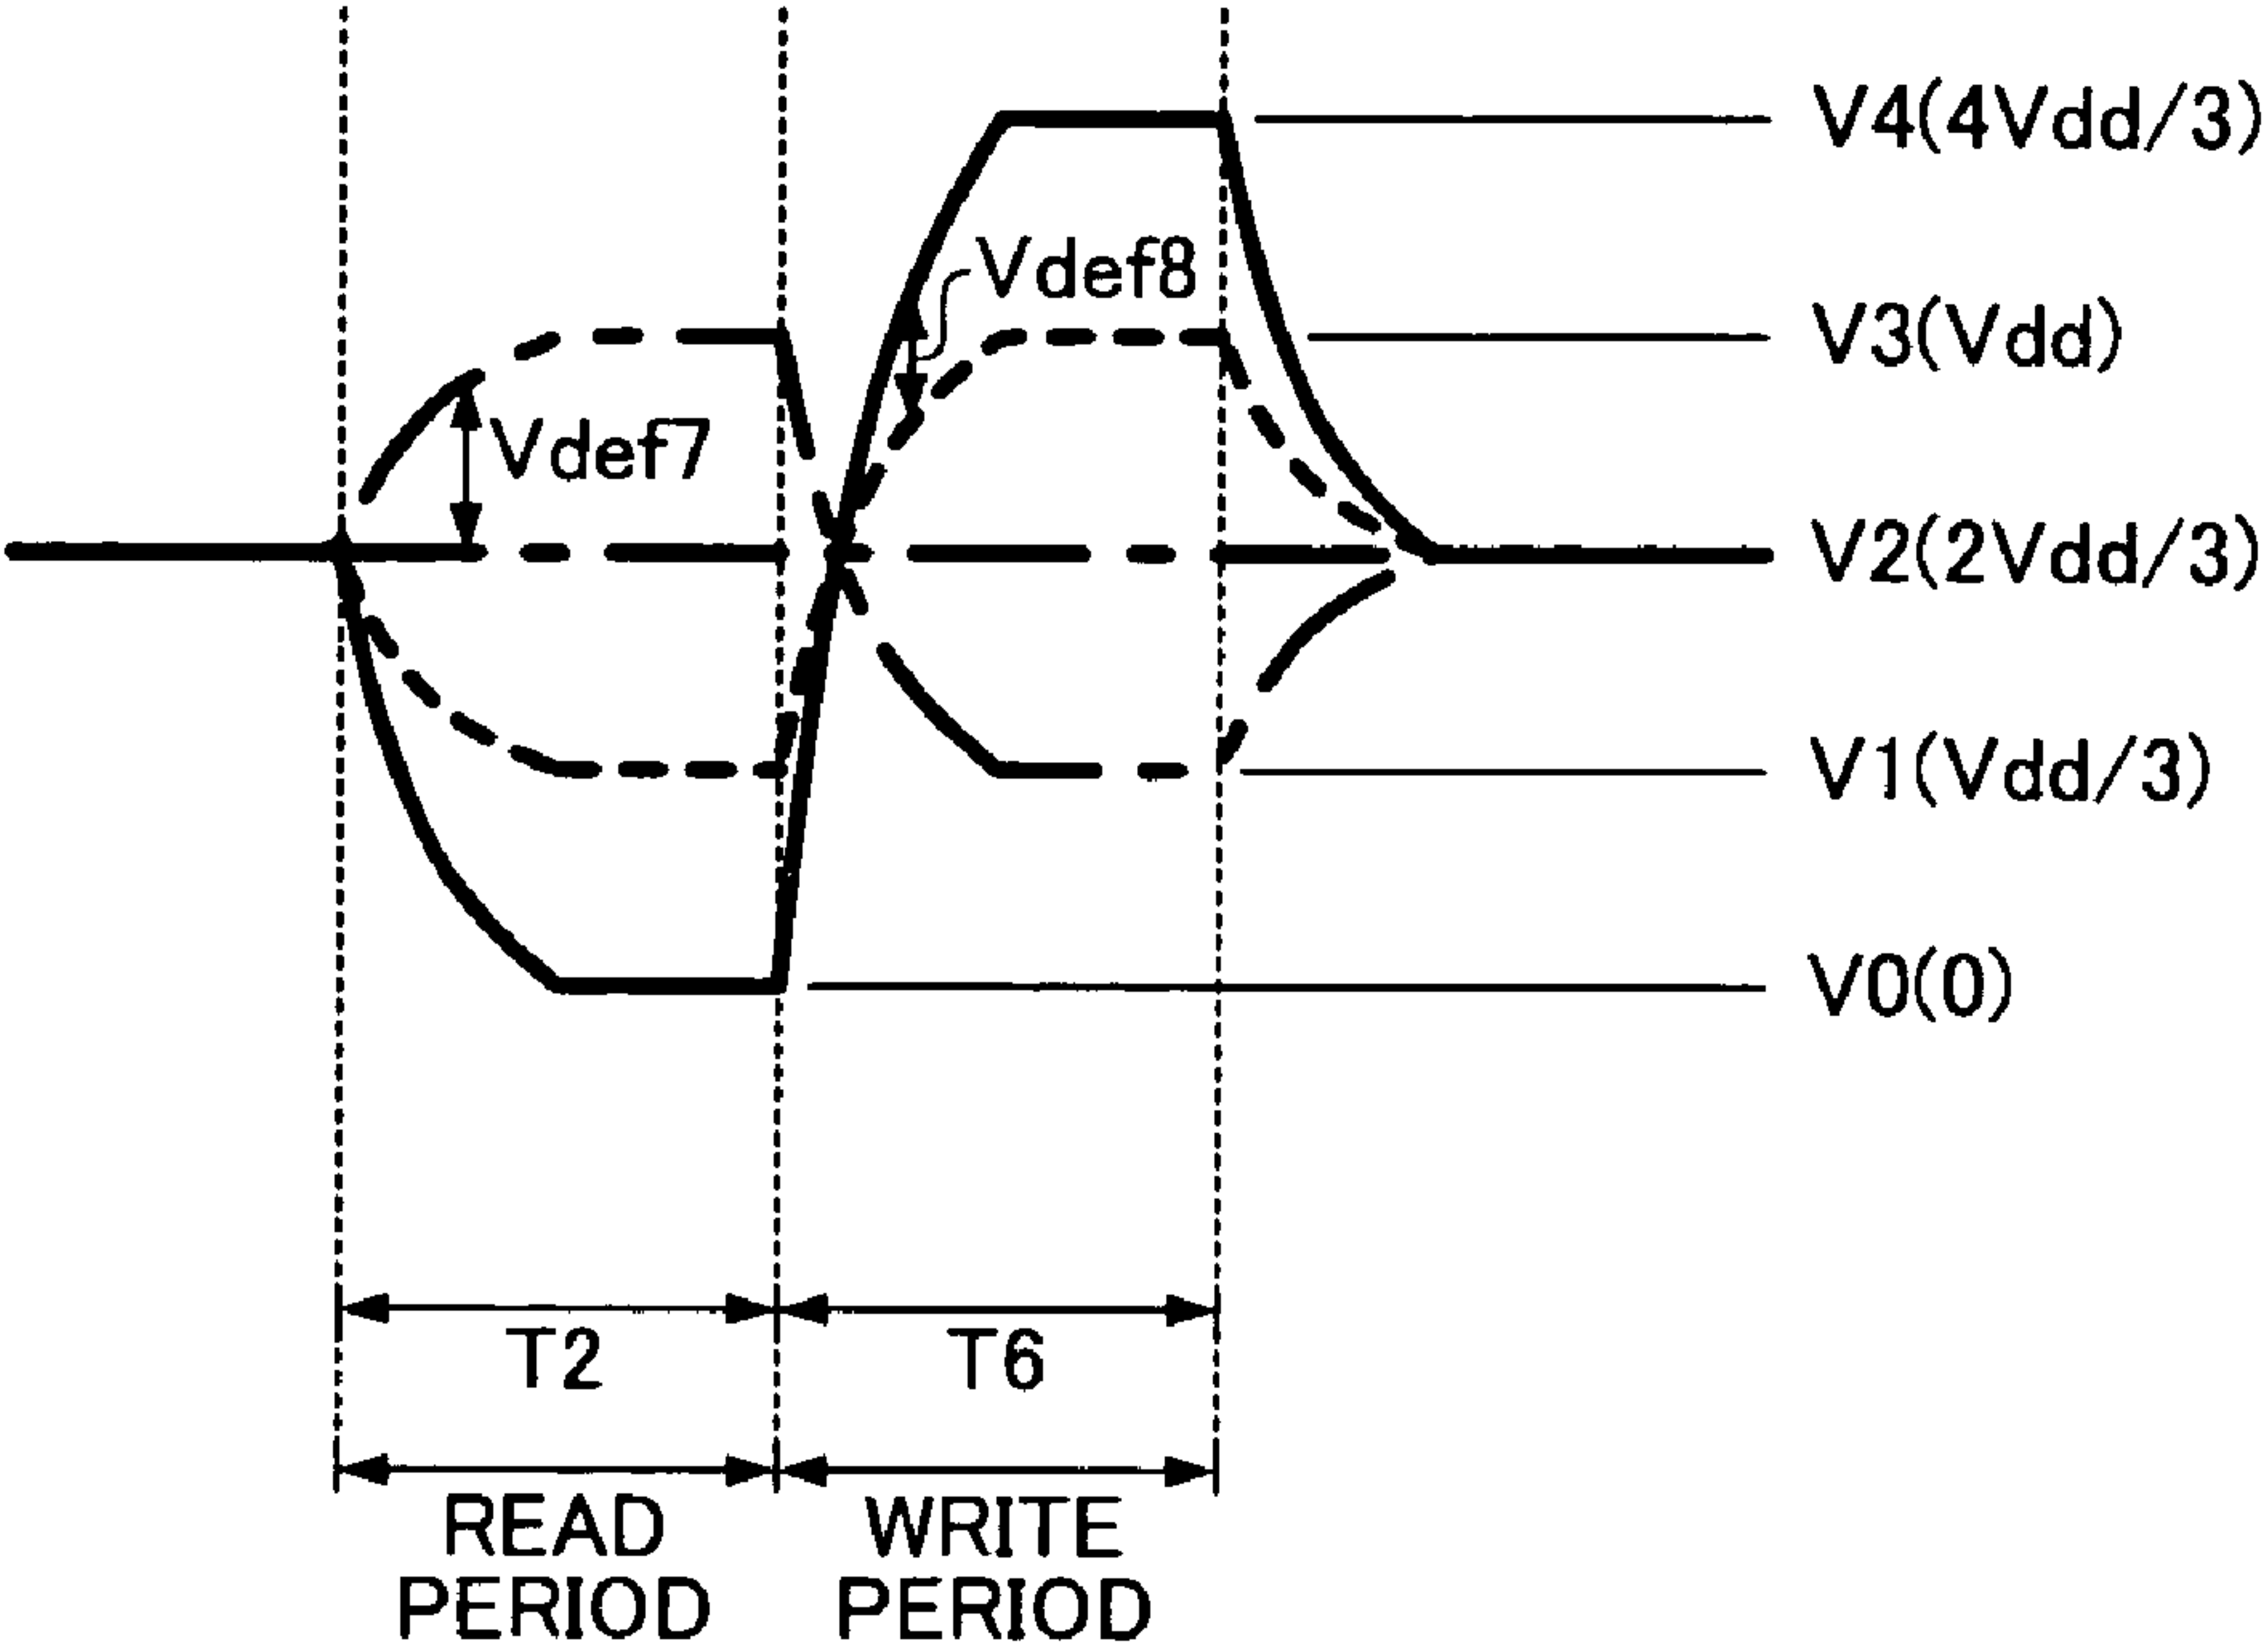 V4(4Vdd/3)
Vdef8
V3(Vdd)
Vdef7
V2(2Vdd/3)
V1(Vdd/3)
V0(0)
T2
T6
READ
PERIOD
WRITE
PERIOD